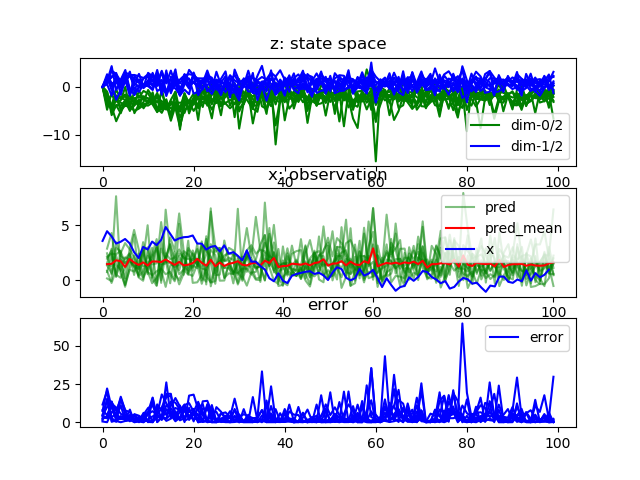 z: state space
0
−10
dim-0/2
dim-1/2
0 20 40 60 80 100
x: observation
5
0
pred
pred_mean
x
0 20 40 60 80 100
error
50
25
0
error
0 20 40 60 80 100